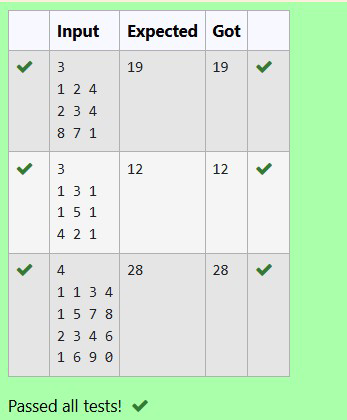 Input Expected Got
3 19 19
1 2 4
2 3 4
8 7 1
3 12 12
1 3 1
1 5 1
4 2 1
4 28 28
1 1 3 4
1 5 7 8
2 3 4 6
1 6 9 0
Passed all tests!